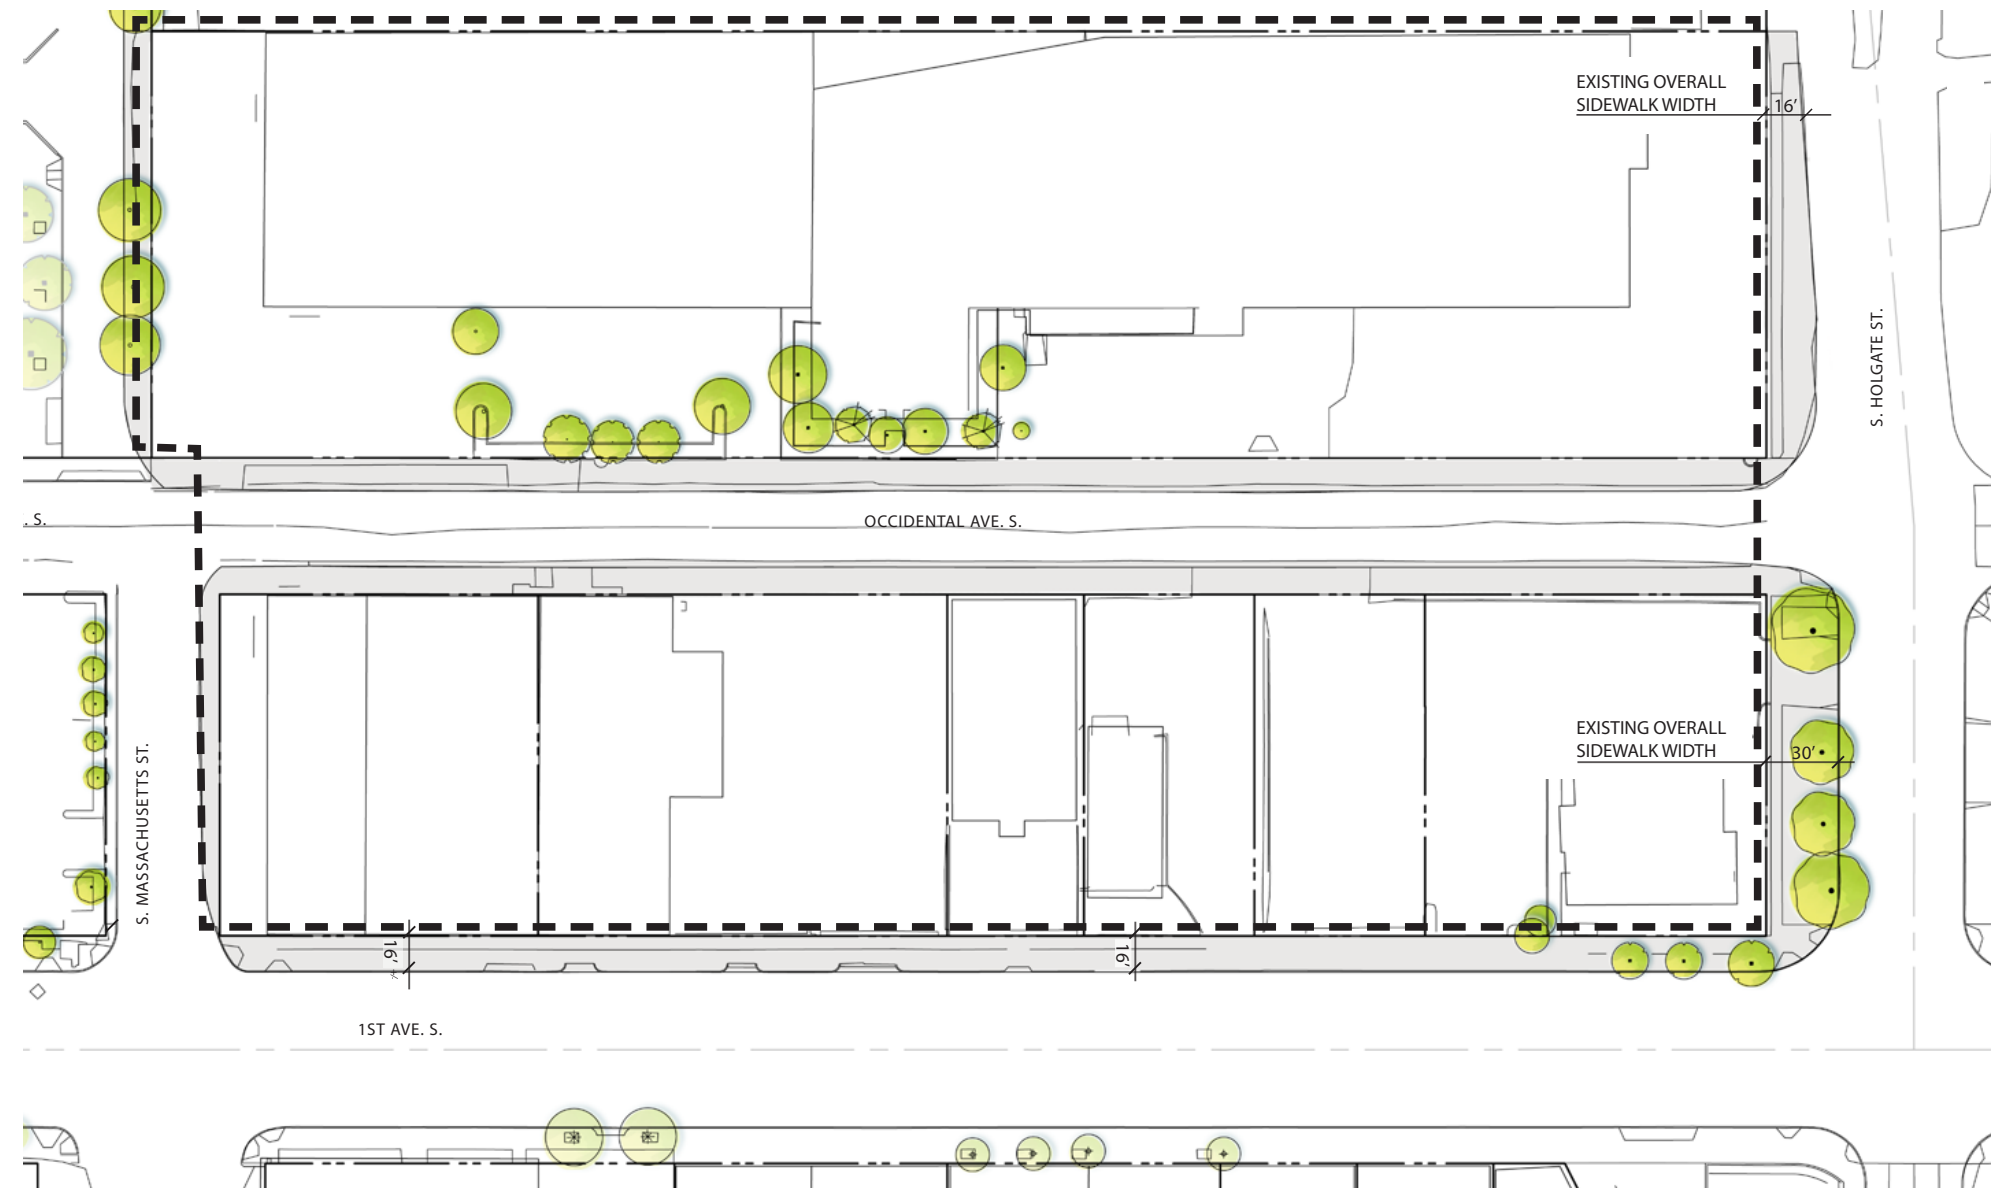 EXISTING OVERALL
SIDEWALK WIDTH
16’
S. HOLGATE ST.
. S.
OCCIDENTAL AVE. S.
EXISTING OVERALL
SIDEWALK WIDTH
30’
S. MASSACHUSETTS ST.
16’
16’
1ST AVE. S.